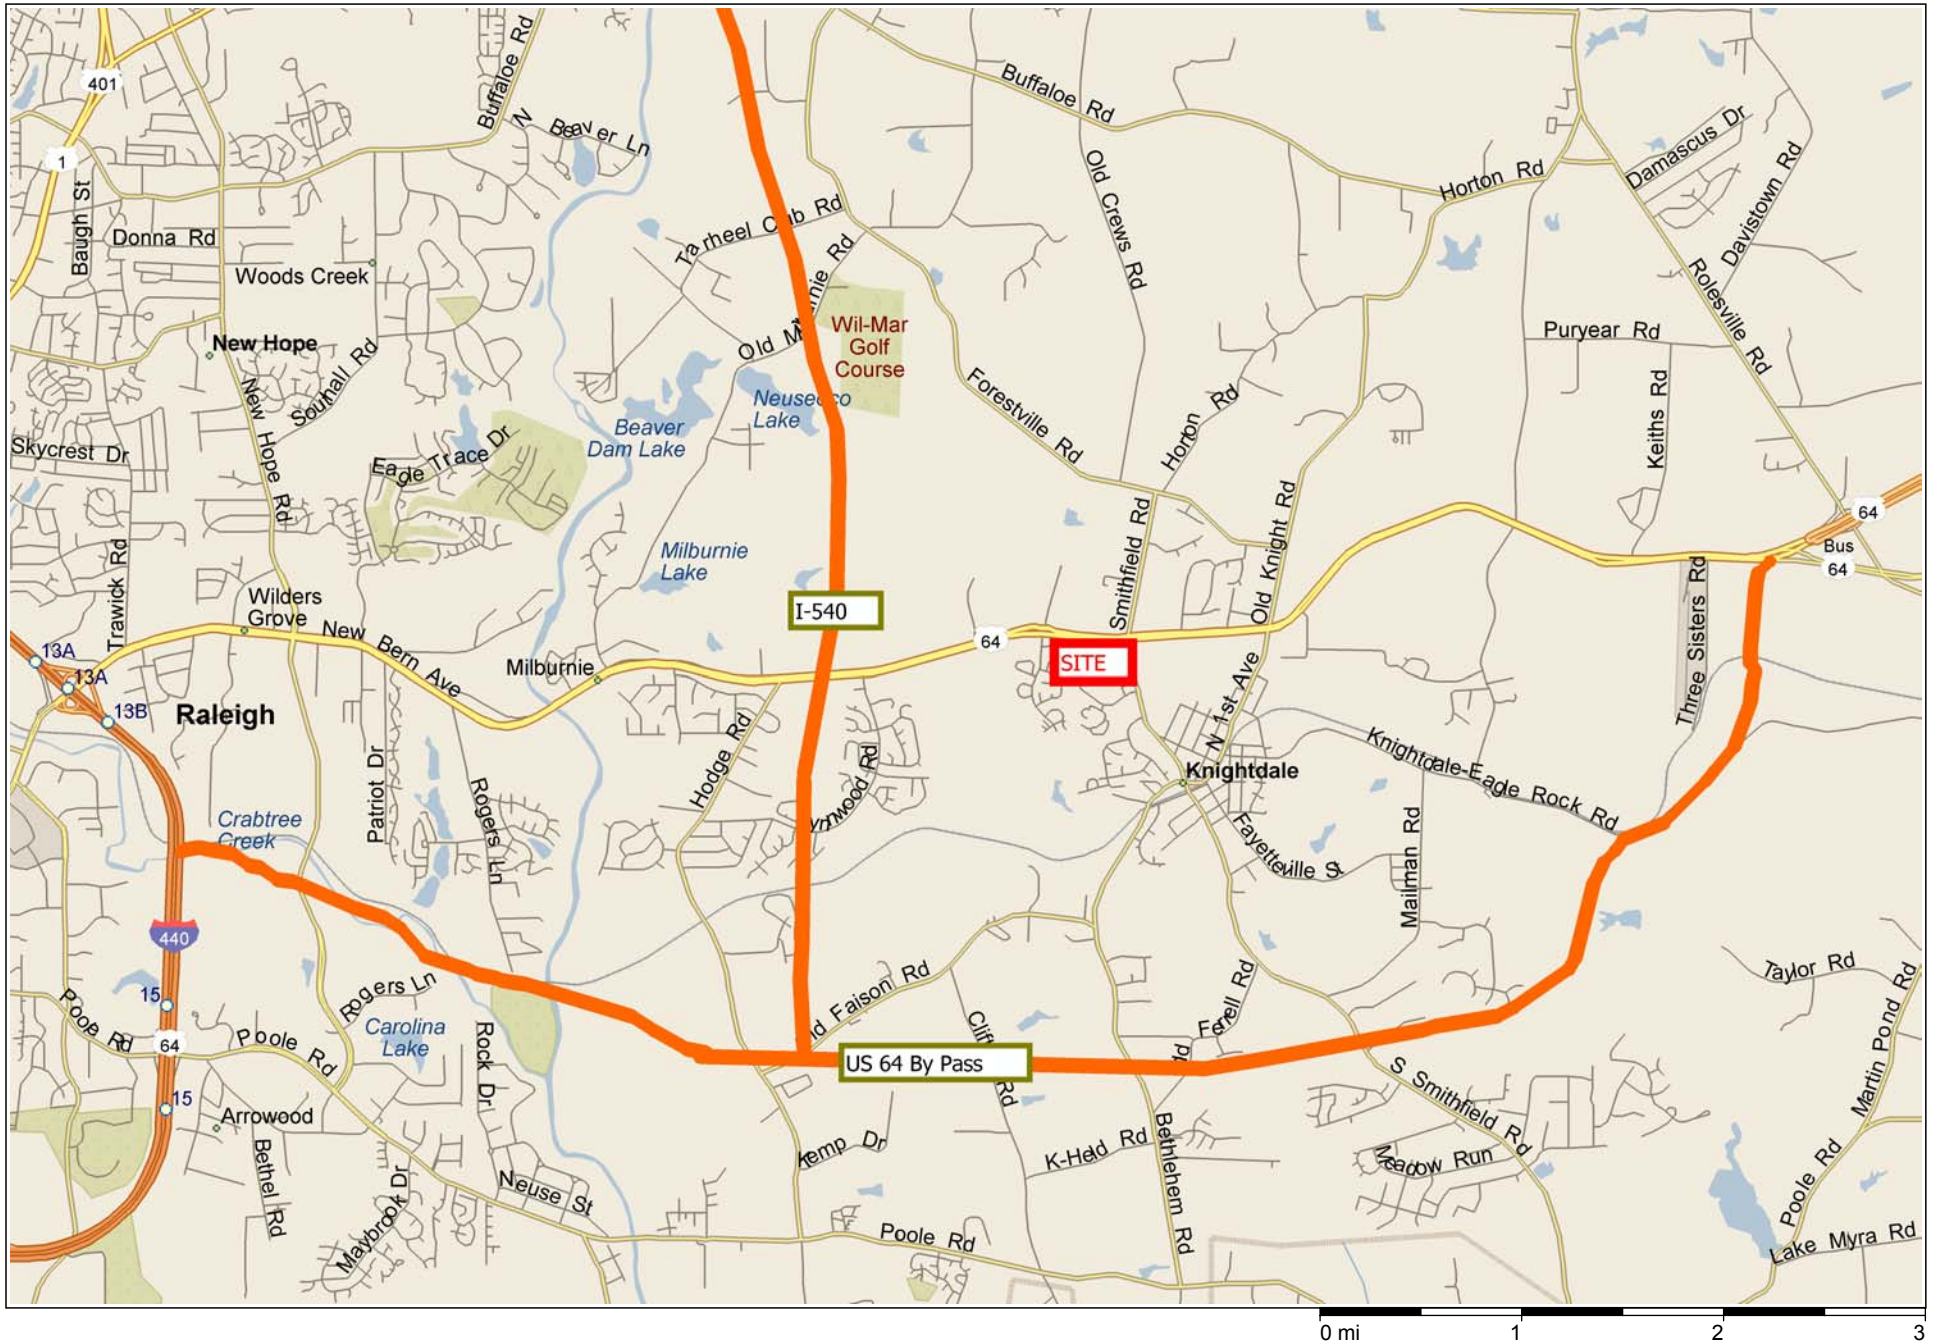 401
Buffaloe Rd
N Beaver Ln
Buffaloe Rd
1
Baugh St
Donna Rd
Woods Creek
Tarheel Club Rd
Old Crews Rd
Horton Rd
Damascus Dr
Davistown Rd
Rolesville Rd
New Hope
Southall Rd
Old Milburnie Rd
Wil-Mar
Golf
Course
Puryear Rd
New Hope Rd
Neuseoco
Lake
Forestville Rd
Horton Rd
Keiths Rd
Skycrest Dr
Eagle Trace Dr
Beaver
Dam Lake
Trawick Rd
Milburnie
Lake
Smithfield Rd
Old Knight Rd
64
Bus
64
Three Sisters Rd
Wilders
Grove
I-540
New Bern Ave
64
13A
13A
13B
Milburnie
SITE
Raleigh
Hodge Rd
N 1st Ave
Knightdale-Eagle Rock Rd
Patriot Dr
Rogers Ln
Knightdale
Crabtree
Creek
Fayetteville St
Mailman Rd
440
15
Rogers Ln
Faison Rd
Ferrell Rd
Taylor Rd
Martin Pond Rd
Poole Rd
64
Poole Rd
Carolina
Lake
Rock Dr
US 64 By Pass
Rd
S Smithfield Rd
15
Arrowood
Bethel Rd
Maybrook Dr
Neuse St
Kemp Dr
K-Held Rd
Bethlehem Rd
Meadow Run
Poole Rd
Poole Rd
Lake Myra Rd
0 mi 1 2 3